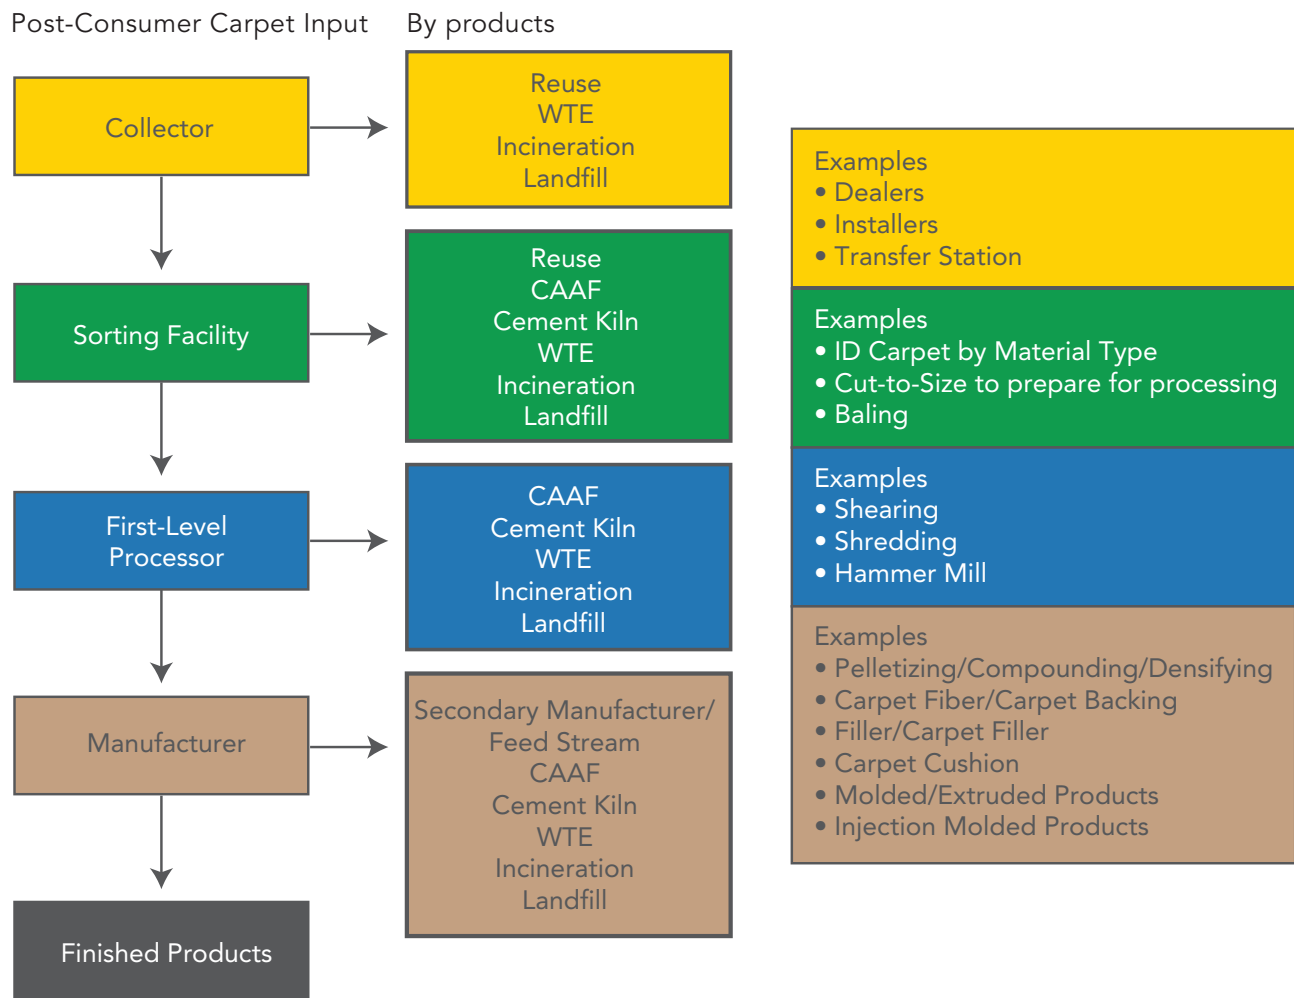 Post-Consumer Carpet Input
By products
Collector
Reuse
WTE
Incineration
Landfill
Sorting Facility
Reuse
CAAF
Cement Kiln
WTE
Incineration
Landfill
First-Level
Processor
CAAF
Cement Kiln
WTE
Incineration
Landfill
Manufacturer
Secondary Manufacturer/
Feed Stream
CAAF
Cement Kiln
WTE
Incineration
Landfill
Finished Products
Examples
• Dealers
• Installers
• Transfer Station
Examples
• ID Carpet by Material Type
• Cut-to-Size to prepare for processing
• Baling
Examples
• Shearing
• Shredding
• Hammer Mill
Examples
• Pelletizing/Compounding/Densifying
• Carpet Fiber/Carpet Backing
• Filler/Carpet Filler
• Carpet Cushion
• Molded/Extruded Products
• Injection Molded Products